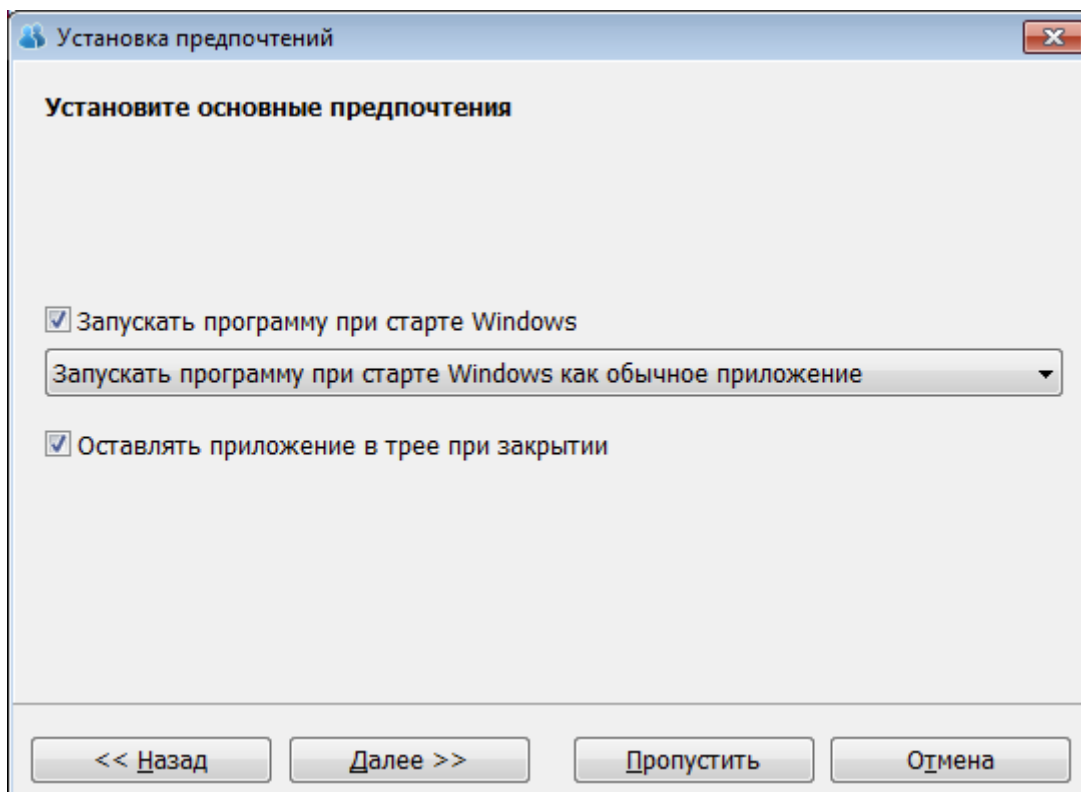 Установка предпочтений
Установите основные предпочтения
Запускать программу при старте Windows
Запускать программу при старте Windows как обычное приложение
Оставлять приложение в трее при закрытии
<< Назад
Далее >>
Пропустить
Отмена